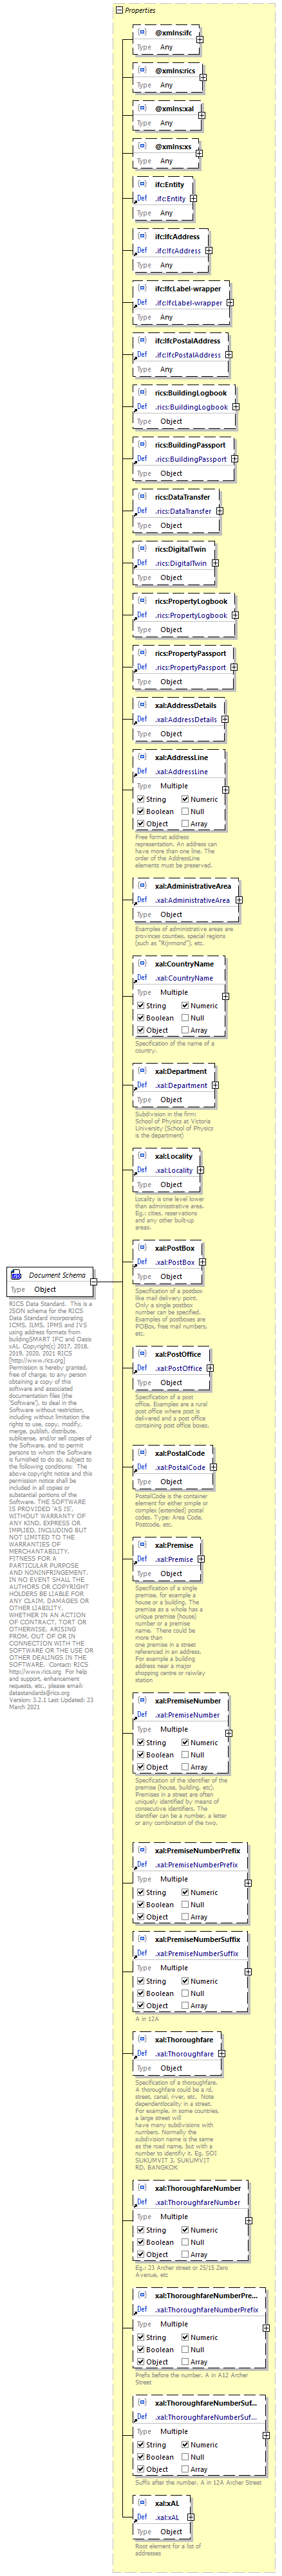 Properties
@xmlns:ifc
Type Any
@xmlns:rics
Type Any
@xmlns:xal
Type Any
@xmlns:xs
Type Any
ifc:Entity
Def .ifc:Entity
Type Any
ifc:IfcAddress
Def .ifc:IfcAddress
Type Any
ifc:IfcLabel-wrapper
Def .ifc:IfcLabel-wrapper
Type Any
ifc:IfcPostalAddress
Def .ifc:IfcPostalAddress
Type Any
rics:BuildingLogbook
Def .rics:BuildingLogbook
Type Object
rics:BuildingPassport
Def .rics:BuildingPassport
Type Object
rics:DataTransfer
Def .rics:DataTransfer
Type Object
rics:DigitalTwin
Def .rics:DigitalTwin
Type Object
rics:PropertyLogbook
Def .rics:PropertyLogbook
Type Object
rics:PropertyPassport
Def .rics:PropertyPassport
Type Object
xal:AddressDetails
Def .xal:AddressDetails
Type Object
xal:AddressLine
Def .xal:AddressLine
Type Multiple
String Numeric
Boolean Null
Object Array
Free format address
representation. An address can
have more than one line. The
order of the AddressLine
elements must be preserved.
xal:AdministrativeArea
Def .xal:AdministrativeArea
Type Object
Examples of administrative areas are
provinces counties, special regions
(such as "Rijnmond"), etc.
xal:CountryName
Def .xal:CountryName
Type Multiple
String Numeric
Boolean Null
Object Array
Specification of the name of a
country.
xal:Department
Def .xal:Department
Type Object
Subdivision in the firm:
School of Physics at Victoria
University (School of Physics
is the department)
xal:Locality
Def .xal:Locality
Type Object
Locality is one level lower
than administrative area.
Eg.: cities, reservations
and any other built-up
areas.
xal:PostBox
Def .xal:PostBox
Type Object
Specification of a postbox
like mail delivery point.
Only a single postbox
number can be specified.
Examples of postboxes are
POBox, free mail numbers,
etc.
Document Schema
Type Object
RICS Data Standard. This is a
JSON schema for the RICS
Data Standard incorporating
ICMS, ILMS, IPMS and IVS
using address formats from
buildingSMART IFC and Oasis
xAL. Copyright(c) 2017, 2018,
2019, 2020, 2021 RICS
[http://www.rics.org]
Permission is hereby granted,
free of charge, to any person
obtaining a copy of this
software and associated
documentation files (the
'Software'), to deal in the
Software without restriction,
including without limitation the
rights to use, copy, modify,
merge, publish, distribute,
sublicense, and/or sell copies of
the Software, and to permit
persons to whom the Software
is furnished to do so, subject to
the following conditions: The
above copyright notice and this
permission notice shall be
included in all copies or
substantial portions of the
Software. THE SOFTWARE
IS PROVIDED 'AS IS',
WITHOUT WARRANTY OF
ANY KIND, EXPRESS OR
IMPLIED, INCLUDING BUT
NOT LIMITED TO THE
WARRANTIES OF
MERCHANTABILITY,
FITNESS FOR A
PARTICULAR PURPOSE
AND NONINFRINGEMENT.
IN NO EVENT SHALL THE
AUTHORS OR COPYRIGHT
HOLDERS BE LIABLE FOR
ANY CLAIM, DAMAGES OR
OTHER LIABILITY,
WHETHER IN AN ACTION
OF CONTRACT, TORT OR
OTHERWISE, ARISING
FROM, OUT OF OR IN
CONNECTION WITH THE
SOFTWARE OR THE USE OR
OTHER DEALINGS IN THE
SOFTWARE. Contact: RICS
http://www.rics.org For help
and support, enhancement
requests, etc., please email:
datastandards@rics.org
Version: 3.2.1 Last Updated: 23
March 2021
xal:PostOffice
Def .xal:PostOffice
Type Object
Specification of a post
office. Examples are a rural
post office where post is
delivered and a post office
containing post office boxes.
xal:PostalCode
Def .xal:PostalCode
Type Object
PostalCode is the container
element for either simple or
complex (extended) postal
codes. Type: Area Code,
Postcode, etc.
xal:Premise
Def .xal:Premise
Type Object
Specification of a single
premise, for example a
house or a building. The
premise as a whole has a
unique premise (house)
number or a premise
name. There could be
more than
one premise in a street
referenced in an address.
For example a building
address near a major
shopping centre or raiwlay
station
xal:PremiseNumber
Def .xal:PremiseNumber
Type Multiple
String Numeric
Boolean Null
Object Array
Specification of the identifier of the
premise (house, building, etc).
Premises in a street are often
uniquely identified by means of
consecutive identifiers. The
identifier can be a number, a letter
or any combination of the two.
xal:PremiseNumberPrefix
Def .xal:PremiseNumberPrefix
Type Multiple
String Numeric
Boolean Null
Object Array
xal:PremiseNumberSuffix
Def .xal:PremiseNumberSuffix
Type Multiple
String Numeric
Boolean Null
Object Array
A in 12A
xal:Thoroughfare
Def .xal:Thoroughfare
Type Object
Specification of a thoroughfare.
A thoroughfare could be a rd,
street, canal, river, etc. Note
dependentlocality in a street.
For example, in some countries,
a large street will
have many subdivisions with
numbers. Normally the
subdivision name is the same
as the road name, but with a
number to identifiy it. Eg. SOI
SUKUMVIT 3, SUKUMVIT
RD, BANGKOK
xal:ThoroughfareNumber
Def .xal:ThoroughfareNumber
Type Multiple
String Numeric
Boolean Null
Object Array
Eg.: 23 Archer street or 25/15 Zero
Avenue, etc
xal:ThoroughfareNumberPre...
Def .xal:ThoroughfareNumberPrefix
Type Multiple
String Numeric
Boolean Null
Object Array
Prefix before the number. A in A12 Archer
Street
xal:ThoroughfareNumberSuf...
Def .xal:ThoroughfareNumberSuf...
Type Multiple
String Numeric
Boolean Null
Object Array
Suffix after the number. A in 12A Archer Street
xal:xAL
Def .xal:xAL
Type Object
Root element for a list of
addresses